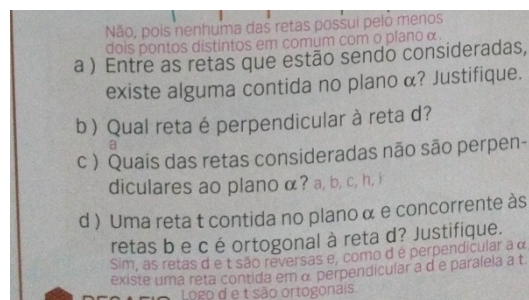 Não, pois nenhuma das retas possui pelo menos
dois pontos distintos em comum com o plano α.
a) Entre as retas que estão sendo consideradas,
existe alguma contida no plano α? Justifique.
b) Qual reta é perpendicular à reta d?
a
c) Quais das retas consideradas não são perpen-
diculares ao plano α? a, b, c, h, i
d) Uma reta t contida no plano α e concorrente às
retas b e c é ortogonal à reta d? Justifique.
Sim, as retas d e t são reversas e, como d é perpendicular a α
existe uma reta contida em α perpendicular a d e paralela a t.
Logo d e t são ortogonais.